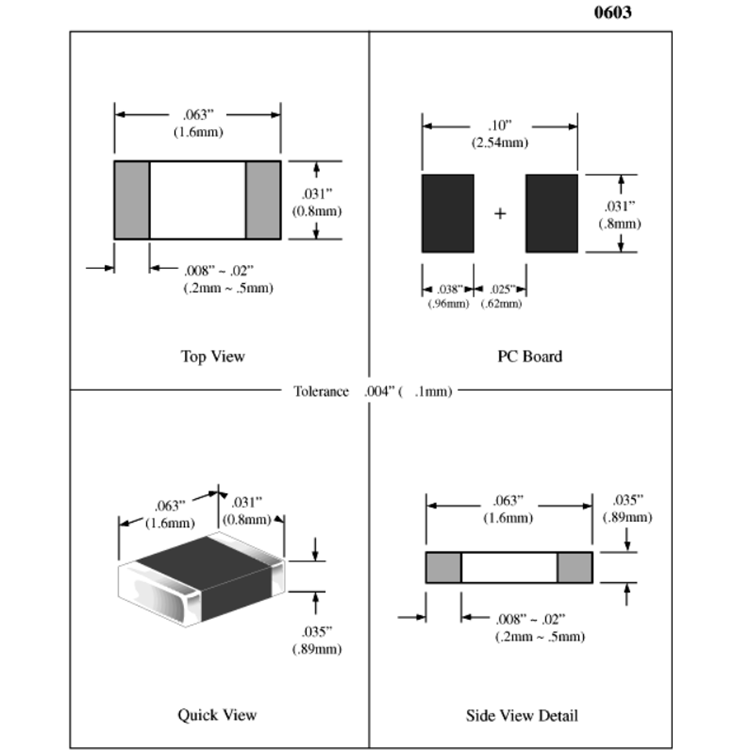 0603
.063”
(1.6mm)
.031”
(0.8mm)
.008” ~ .02”
(.2mm ~ .5mm)
Top View
.10”
(2.54mm)
+
.031”
(.8mm)
.038” .025”
(.96mm) (.62mm)
PC Board
Tolerance .004” ( .1mm)
.063”
(1.6mm)
.031”
(0.8mm)
.035”
(.89mm)
Quick View
.063”
(1.6mm)
.035”
(.89mm)
.008” ~ .02”
(.2mm ~ .5mm)
Side View Detail